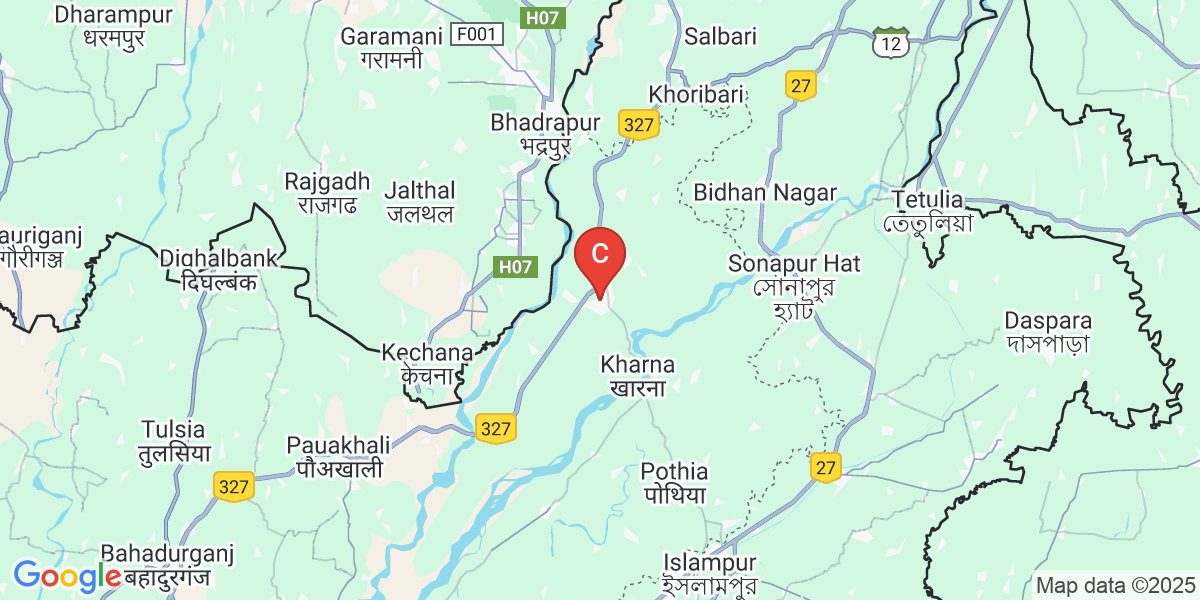 Dharampur
धरमपुर
H07
Garamani
गरामनी
F001
Salbari
12
27
Khoribari
Bhadrapur
भद्रपुर
327
Rajgadh
राजगढ
Jalthal
जलथल
Bidhan Nagar
Tetulia
তেতুলিয়া
auriganj
गौरीगञ्ज
Dighalbank
दिघल्बंक
H07
C
Sonapur Hat
সোনাপুর
হ্যাট
Daspara
দাসপাড়া
Kechana
केचना
Kharna
खारना
Tulsia
तुलसिया
Pauakhali
पौअखाली
327
327
27
Pothia
पोथिया
Bahadurganj
बहादुरगंज
Islampur
ইসলামপুর
Google
Map data ©2025